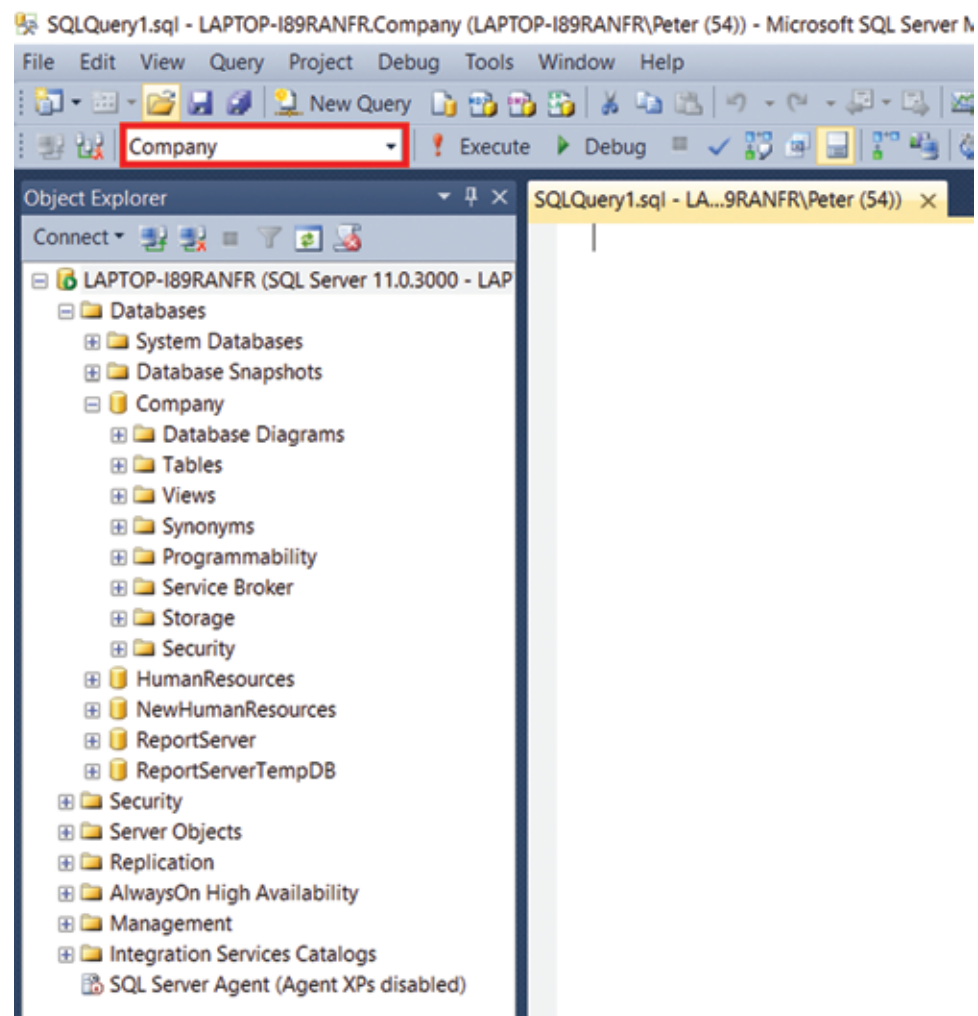 SQLQuery1.sql - LAPTOP-I89RANFR.Company (LAPTOP-I89RANFR\Peter (54)) - Microsoft SQL Server M
File Edit View Query Project Debug Tools Window Help
New Query
Company Execute Debug
Object Explorer
SQLQuery1.sql - LA...9RANFR\Peter (54))
Connect
LAPTOP-I89RANFR (SQL Server 11.0.3000 - LAP
Databases
System Databases
Database Snapshots
Company
Database Diagrams
Tables
Views
Synonyms
Programmability
Service Broker
Storage
Security
HumanResources
NewHumanResources
ReportServer
ReportServerTempDB
Security
Server Objects
Replication
AlwaysOn High Availability
Management
Integration Services Catalogs
SQL Server Agent (Agent XPs disabled)